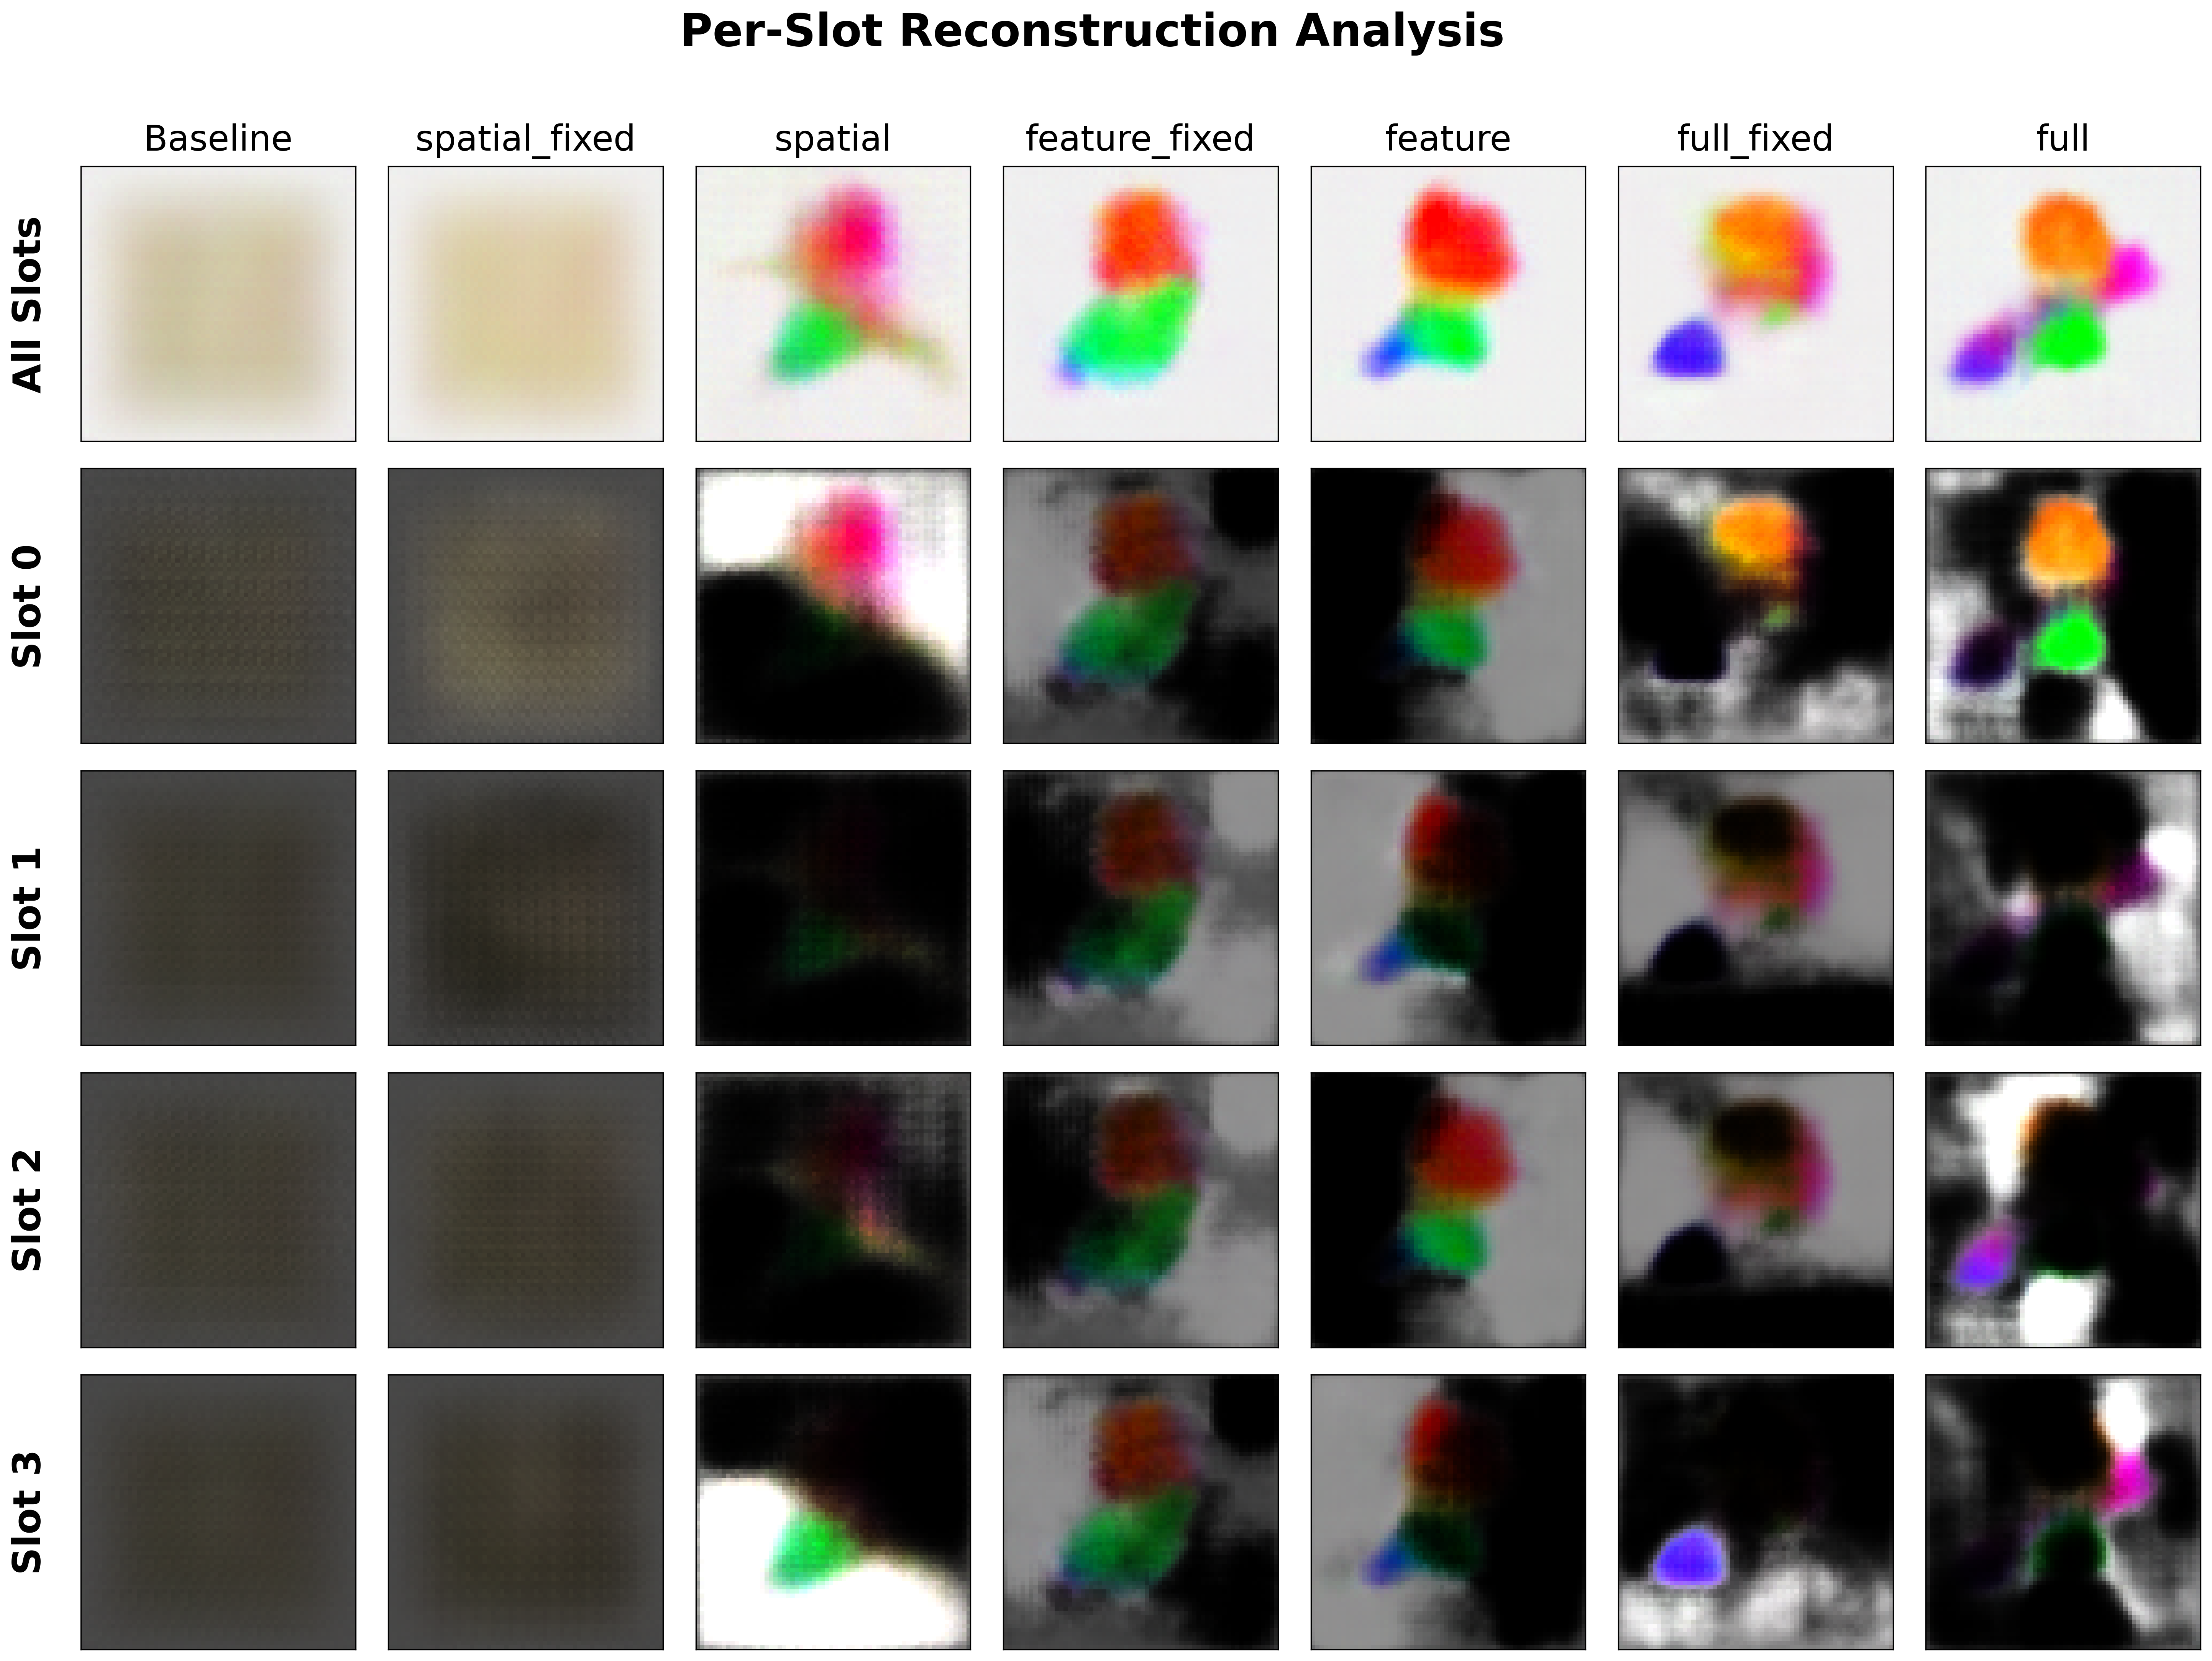 Per-Slot Reconstruction Analysis
Baseline spatial_fixed spatial feature_fixed feature full_fixed full
All Slots
Slot 0
Slot 1
Slot 2
Slot 3